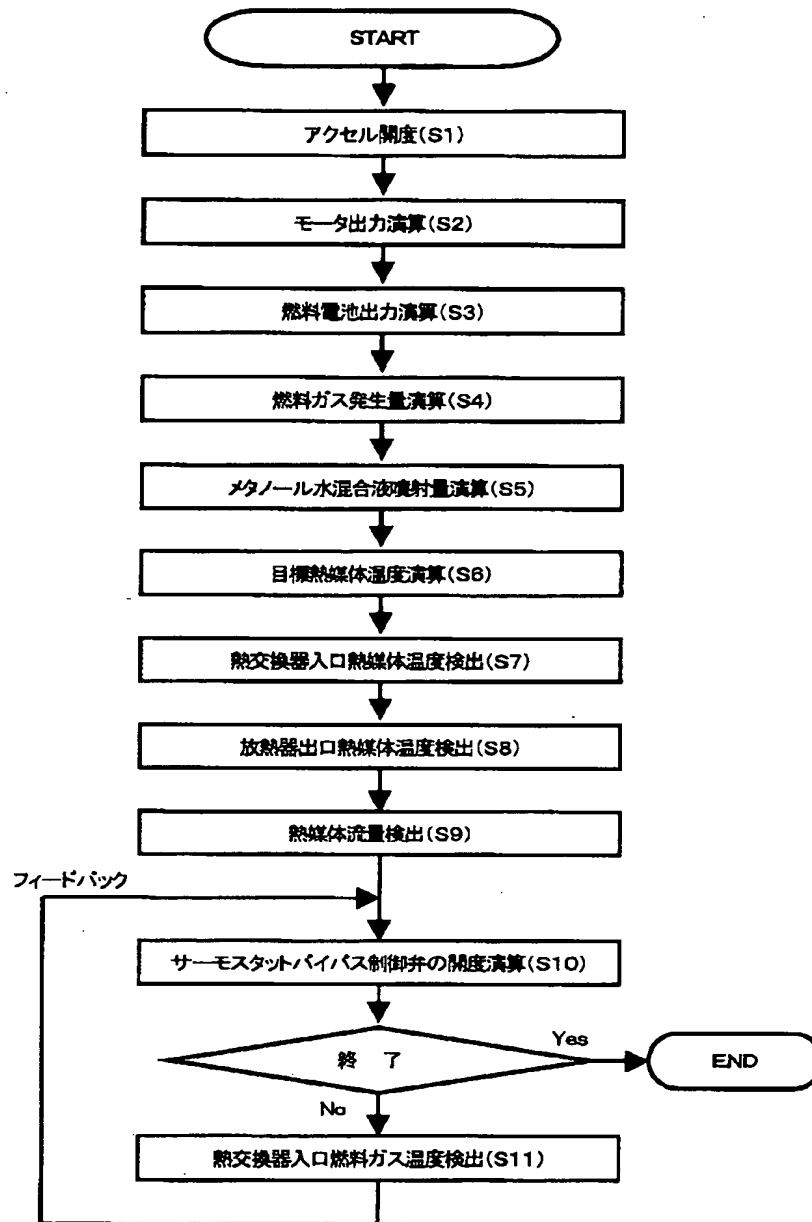 START
アクセル開度(S1)
モータ出力演算(S2)
燃料電池出力演算(S3)
燃料ガス発生量演算(S4)
メタノール水混合液噴射量演算(S5)
目標熱媒体温度演算(S6)
熱交換器入口熱媒体温度検出(S7)
放熱器出口熱媒体温度検出(S8)
熱媒体流量検出(S9)
フィードバック
サーモスタットバイパス制御弁の開度演算(S10)
Yes
終 了
END
No
熱交換器入口燃料ガス温度検出(S11)